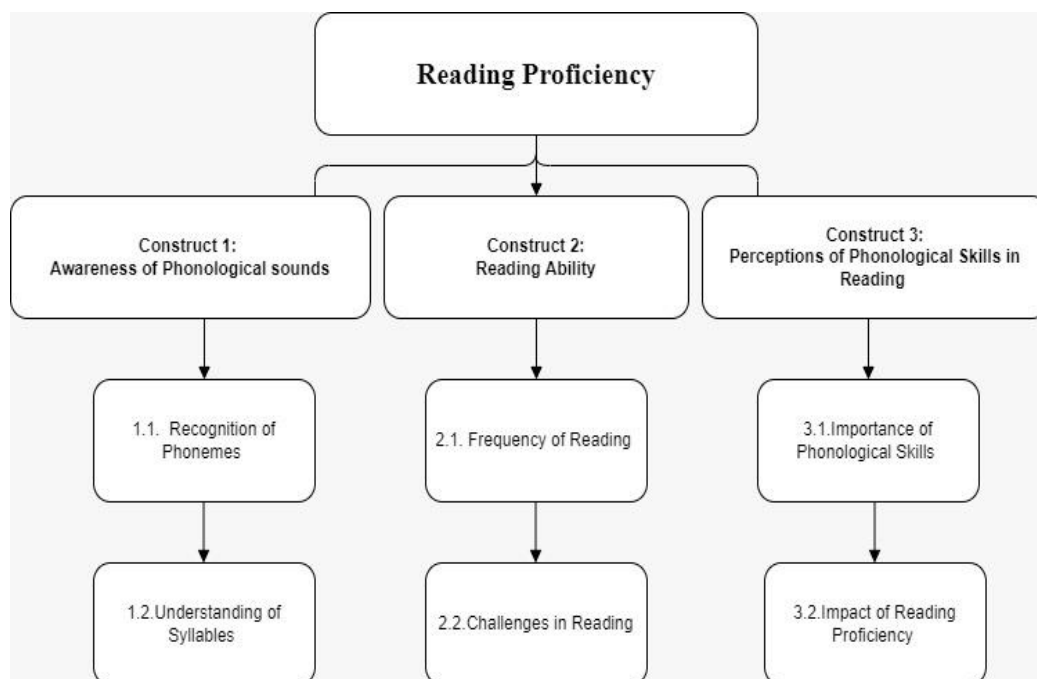 Reading Proficiency
Construct 1:
Awareness of Phonological sounds
Construct 2:
Reading Ability
Construct 3:
Perceptions of Phonological Skills in
Reading
1.1. Recognition of
Phonemes
2.1. Frequency of Reading
3.1.Importance of
Phonological Skills
1.2.Understanding of
Syllables
2.2.Challenges in Reading
3.2.Impact of Reading
Proficiency